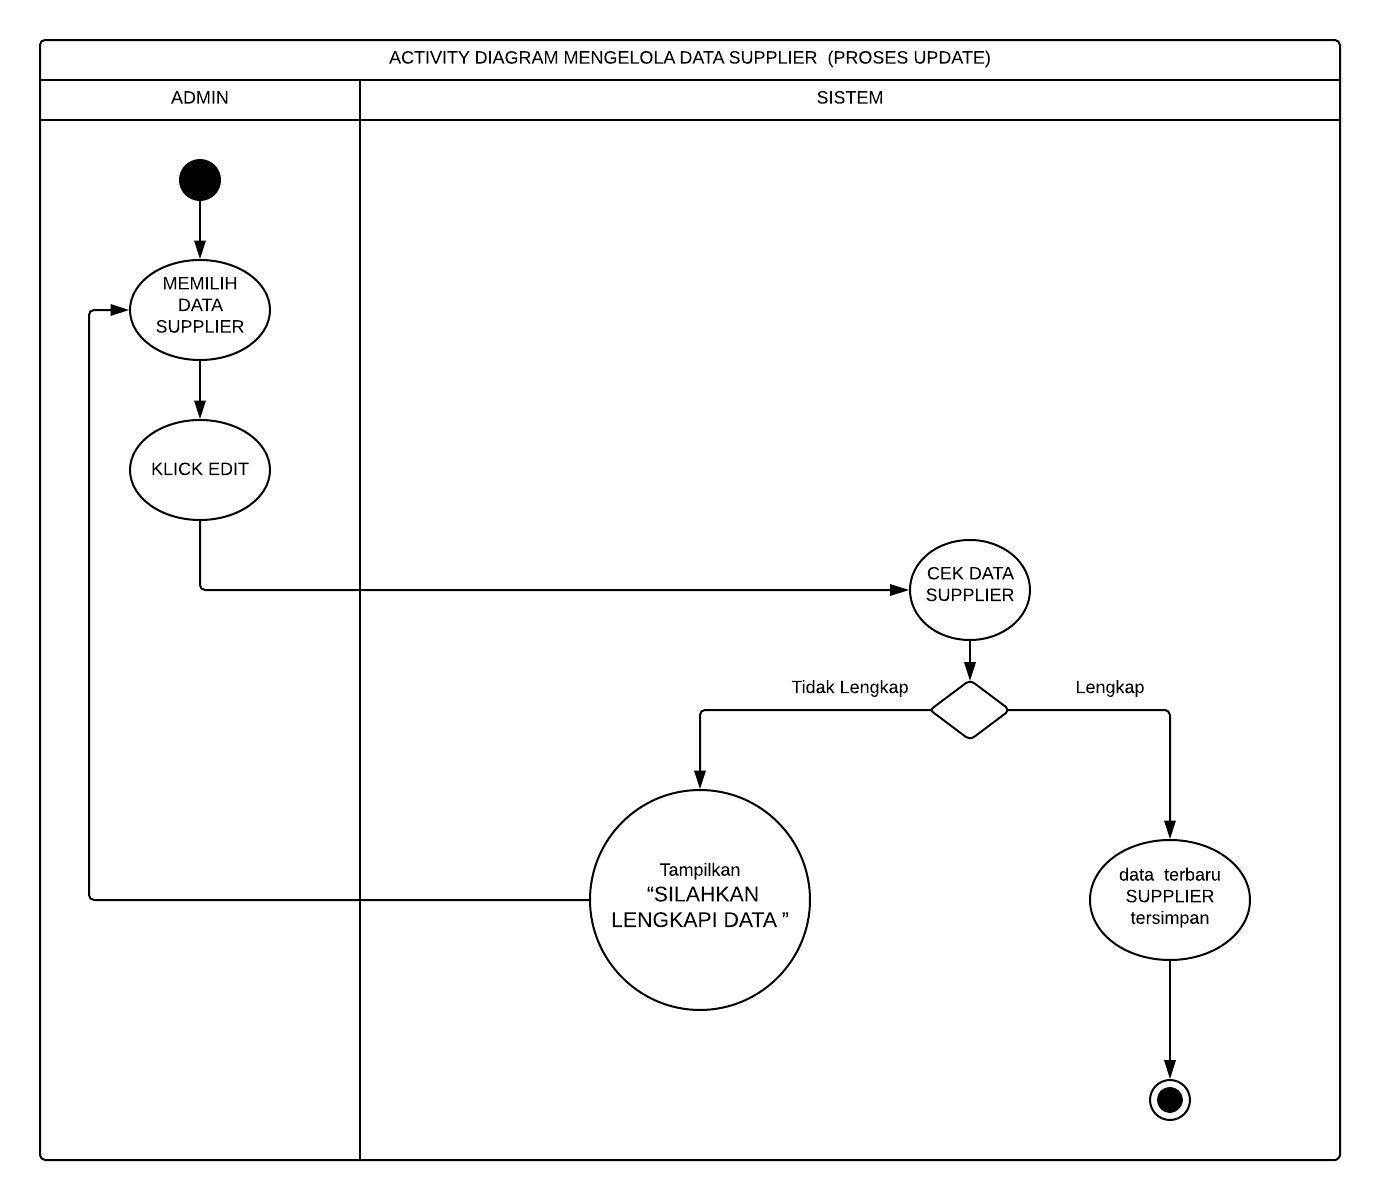 ACTIVITY DIAGRAM MENGELOLA DATA SUPPLIER  (PROSES UPDATE)
ADMIN
SISTEM
MEMILIH
DATA
SUPPLIER
KLICK EDIT
CEK DATA
SUPPLIER
Tidak Lengkap
Lengkap
Tampilkan
“SILAHKAN
LENGKAPI DATA ”
data  terbaru
SUPPLIER
tersimpan